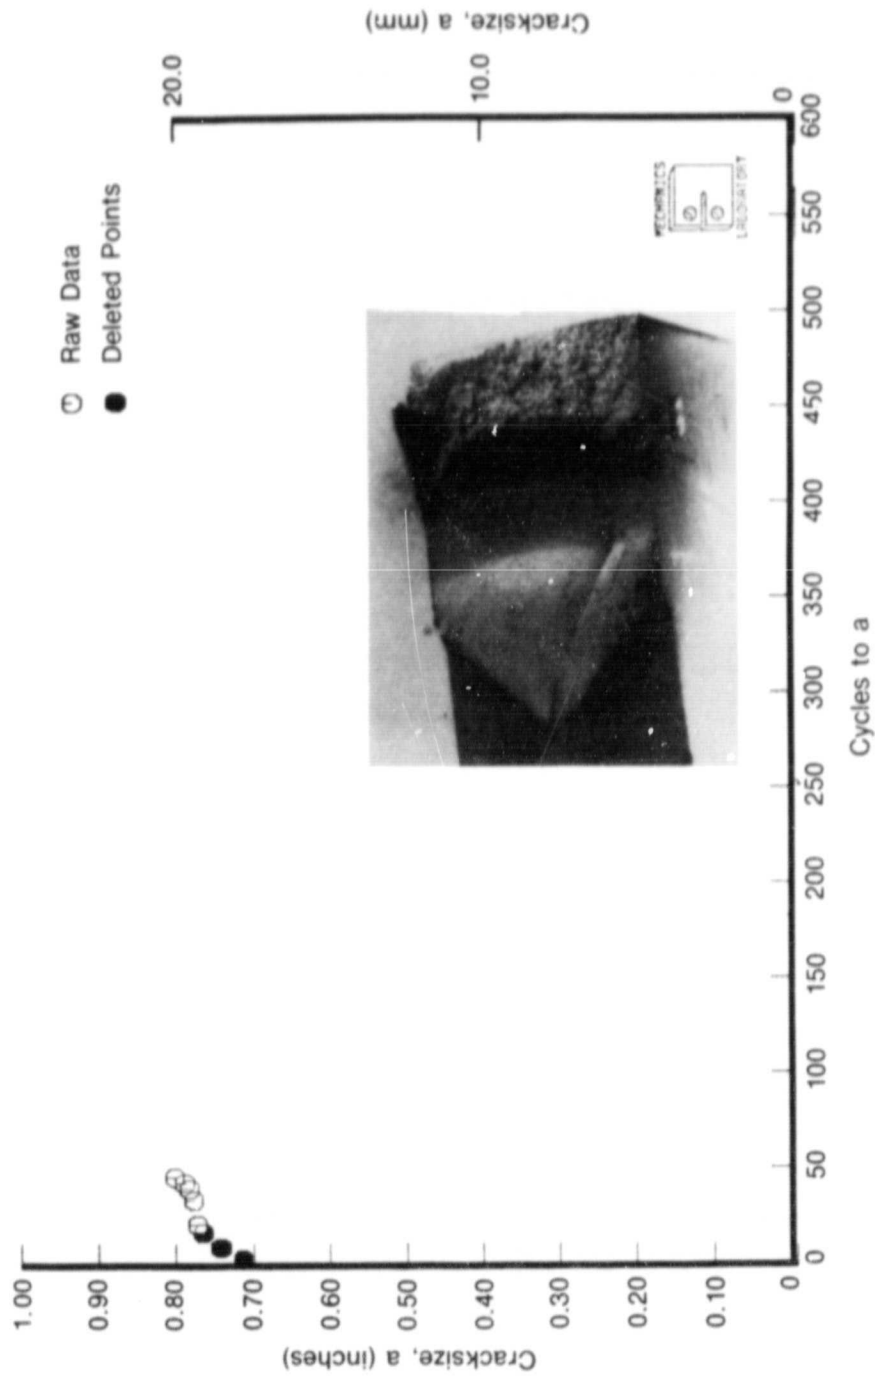 Raw Data
Deleted Points
Cracksize, a (inches)
1.00
0.90
0.80
0.70
0.60
0.50
0.40
0.30
0.20
0.10
0
Cracksize, a (mm)
20.0
10.0
0
MECHANICS
LABORATORY
0 50 100 150 200 250 300 350 400 450 500 550 600
Cycles to a